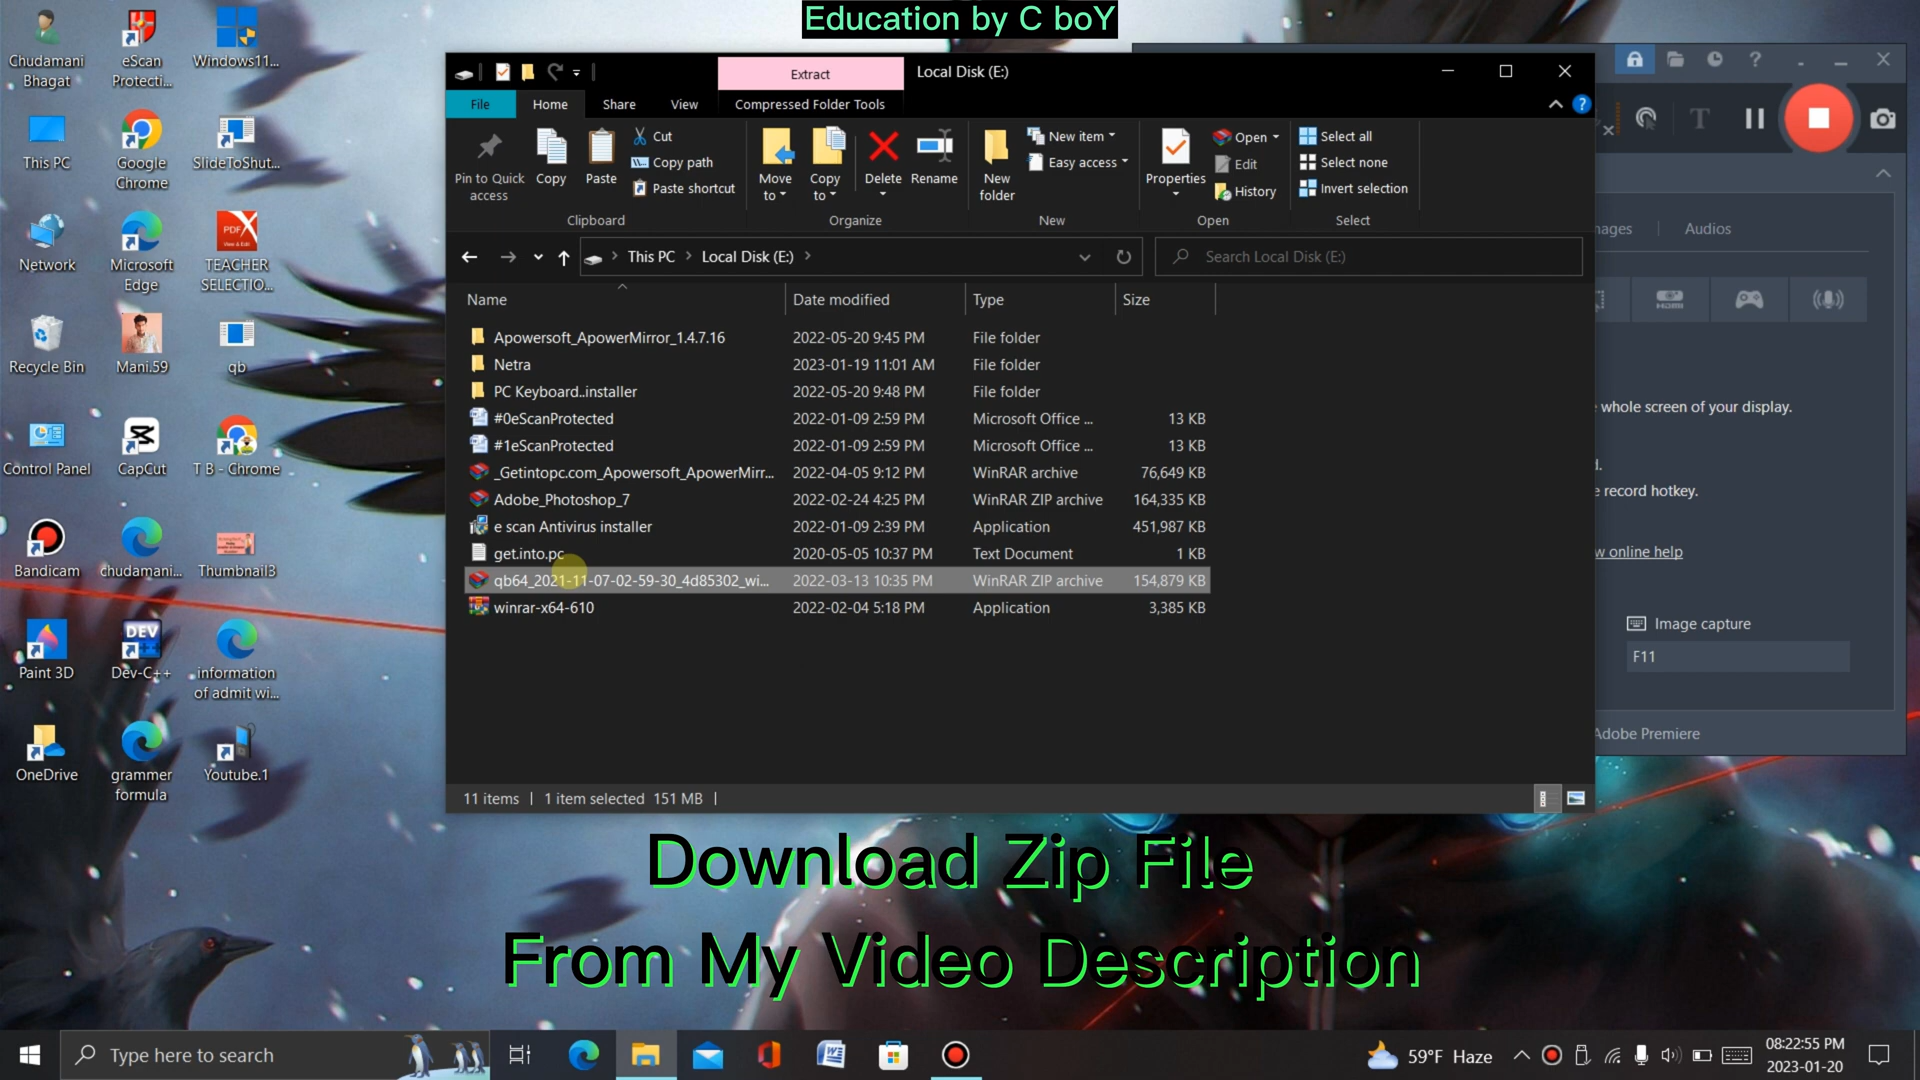 Education by C boY
Chudamani
Bhagat
eScan
Protecti...
Windows11...
This PC
Google
Chrome
SlideToShut...
Network
Microsoft
Edge
PDF
View & Edit
TEACHER
SELECTIO...
Recycle Bin
Mani.59
qb
Control Panel
CapCut
T B - Chrome
Bandicam
chudamani...
Thumbnail3
Paint 3D
DEV
Dev-C++
information
of admit wi...
OneDrive
grammer
formula
Youtube.1
Extract
Local Disk (E:)
File
Home
Share
View
Compressed Folder Tools
Pin to Quick
access
Copy
Paste
Cut
Copy path
Paste shortcut
Clipboard
Move
to
Copy
to
Delete
Rename
Organize
New
folder
New item
Easy access
New
Properties
Open
Edit
History
Open
Select all
Select none
Invert selection
Select
This PC > Local Disk (E:) >
Search Local Disk (E:)
Name Date modified Type Size
Apowersoft_ApowerMirror_1.4.7.16 2022-05-20 9:45 PM File folder
Netra 2023-01-19 11:01 AM File folder
PC Keyboard..installer 2022-05-20 9:48 PM File folder
#0eScanProtected 2022-01-09 2:59 PM Microsoft Office ... 13 KB
#1eScanProtected 2022-01-09 2:59 PM Microsoft Office ... 13 KB
_Getintopc.com_Apowersoft_ApowerMirr... 2022-04-05 9:12 PM WinRAR archive 76,649 KB
Adobe_Photoshop_7 2022-02-24 4:25 PM WinRAR ZIP archive 164,335 KB
e scan Antivirus installer 2022-01-09 2:39 PM Application 451,987 KB
get.into.pc 2020-05-05 10:37 PM Text Document 1 KB
qb64_2021-11-07-02-59-30_4d85302_wi... 2022-03-13 10:35 PM WinRAR ZIP archive 154,879 KB
winrar-x64-610 2022-02-04 5:18 PM Application 3,385 KB
11 items | 1 item selected 151 MB |
Audios
HDMI
whole screen of your display.
record hotkey.
online help
Image capture
F11
Adobe Premiere
Download Zip File
From My Video Description
Type here to search
59°F Haze
08:22:55 PM
2023-01-20